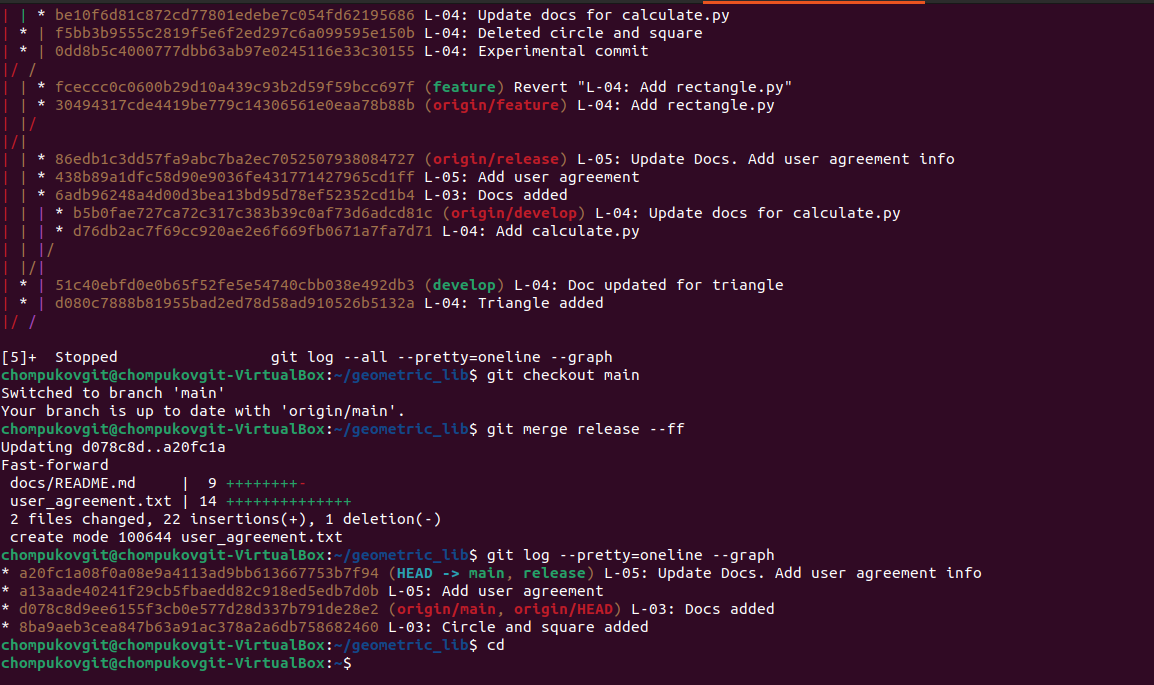 | | * be10f6d81c872cd77801edebe7c054fd62195686 L-04: Update docs for calculate.py
| * | f5bb3b9555c2819f5e6f2ed297c6a099595e150b L-04: Deleted circle and square
| * | 0dd8b5c4000777dbb63ab97e0245116e33c30155 L-04: Experimental commit
|/ /
| | * fceccc0c0600b29d10a439c93b2d59f59bcc697f (feature) Revert "L-04: Add rectangle.py"
| | * 30494317cde4419be779c14306561e0eaa78b88b (origin/feature) L-04: Add rectangle.py
| |/
|/|
| | * 86edb1c3dd57fa9abc7ba2ec7052507938084727 (origin/release) L-05: Update Docs. Add user agreement info
| | * 438b89a1dfc58d90e9036fe431771427965cd1ff L-05: Add user agreement
| | * 6adb96248a4d00d3bea13bd95d78ef52352cd1b4 L-03: Docs added
| | | * b5b0fae727ca72c317c383b39c0af73d6adcd81c (origin/develop) L-04: Update docs for calculate.py
| | | * d76db2ac7f69cc920ae2e6f669fb0671a7fa7d71 L-04: Add calculate.py
| | |/
| |/|
| * | 51c40ebfd0e0b65f52fe5e54740cbb038e492db3 (develop) L-04: Doc updated for triangle
| * | d080c7888b81955bad2ed78d58ad910526b5132a L-04: Triangle added
|/ /
[5]+  Stopped                 git log --all --pretty=oneline --graph
chompukovgit@chompukovgit-VirtualBox:~/geometric_lib$ git checkout main
Switched to branch 'main'
Your branch is up to date with 'origin/main'.
chompukovgit@chompukovgit-VirtualBox:~/geometric_lib$ git merge release --ff
Updating d078c8d..a20fc1a
Fast-forward
 docs/README.md     |  9 ++++++++-
 user_agreement.txt | 14 ++++++++++++++
 2 files changed, 22 insertions(+), 1 deletion(-)
 create mode 100644 user_agreement.txt
chompukovgit@chompukovgit-VirtualBox:~/geometric_lib$ git log --pretty=oneline --graph
* a20fc1a08f0a08e9a4113ad9bb613667753b7f94 (HEAD -> main, release) L-05: Update Docs. Add user agreement info
* a13aade40241f29cb5fbaedd82c918ed5edb7d0b L-05: Add user agreement
* d078c8d9ee6155f3cb0e577d28d337b791de28e2 (origin/main, origin/HEAD) L-03: Docs added
* 8ba9aeb3cea847b63a91ac378a2a6db758682460 L-03: Circle and square added
chompukovgit@chompukovgit-VirtualBox:~/geometric_lib$ cd
chompukovgit@chompukovgit-VirtualBox:~$